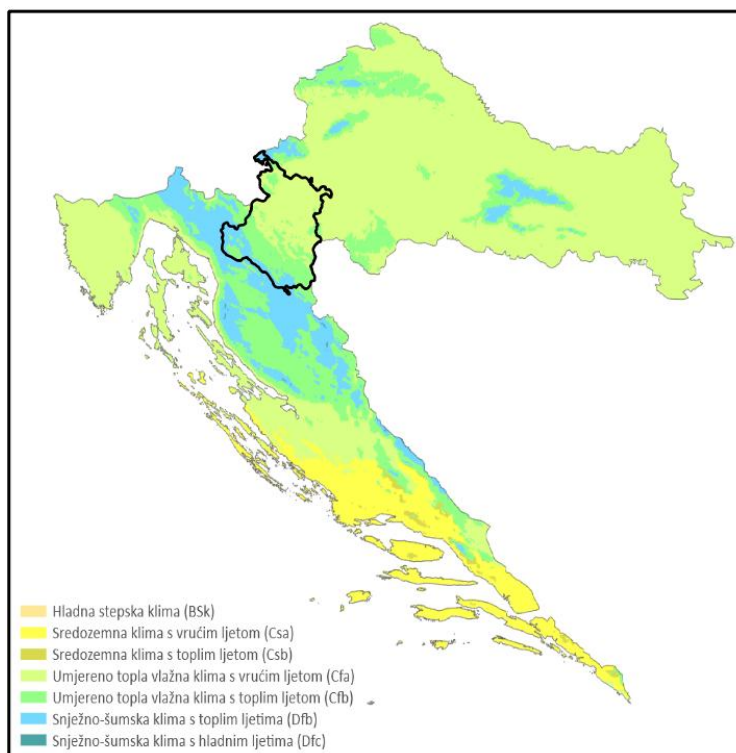 Hladna stepska klima (BSk)
Sredozemna klima s vrućim ljetom (Csa)
Sredozemna klima s toplim ljetom (Csb)
Umjereno topla vlažna klima s vrućim ljetom (Cfa)
Umjereno topla vlažna klima s toplim ljetom (Cfb)
Snježno-šumska klima s toplim ljetima (Dfb)
Snježno-šumska klima s hladnim ljetima (Dfc)